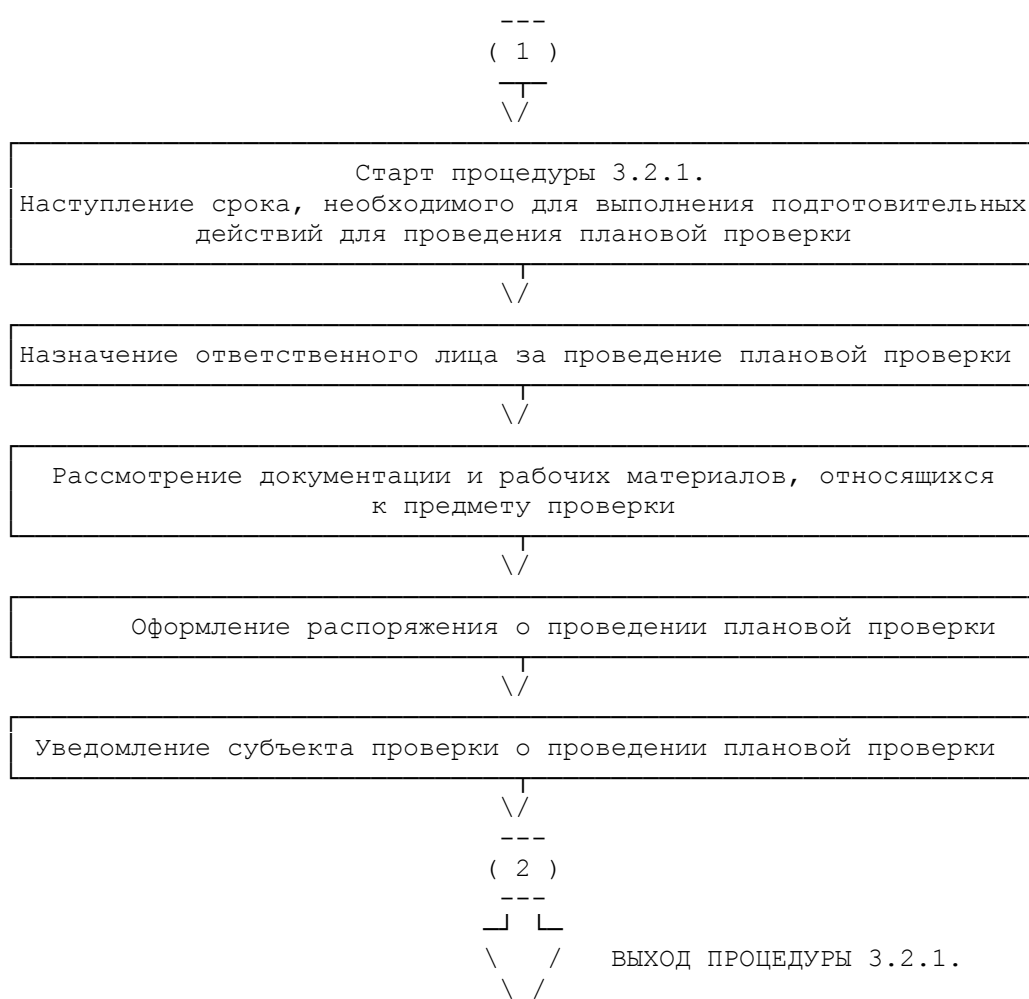 ( 1 )
Старт процедуры 3.2.1.
Наступление срока, необходимого для выполнения подготовительных
действий для проведения плановой проверки
Назначение ответственного лица за проведение плановой проверки
Рассмотрение документации и рабочих материалов, относящихся
к предмету проверки
Оформление распоряжения о проведении плановой проверки
Уведомление субъекта проверки о проведении плановой проверки
( 2 )
ВЫХОД ПРОЦЕДУРЫ 3.2.1.